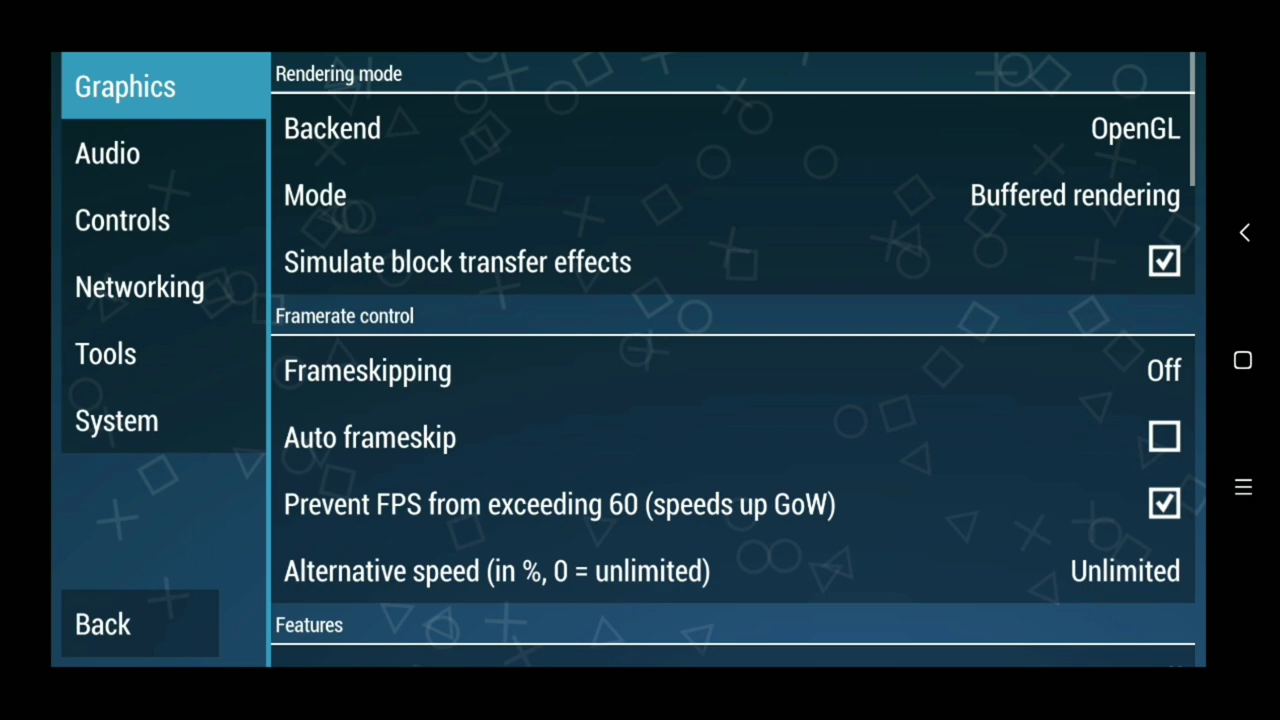 Graphics
Audio
Controls
Networking
Tools
System
Back
Rendering mode
Backend OpenGL
Mode Buffered rendering
Simulate block transfer effects
Framerate control
Frameskipping Off
Auto frameskip
Prevent FPS from exceeding 60 (speeds up GoW)
Alternative speed (in %, 0 = unlimited) Unlimited
Features